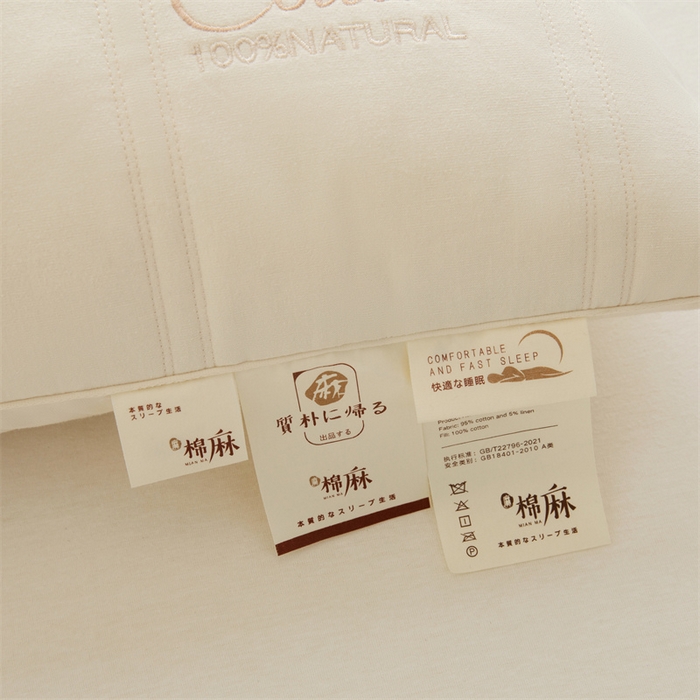 100%NATURAL
本質的な
スリープ生活
棉麻
MIAN MA
麻
質朴に帰る
出品する
棉麻
MIAN MA
本質的なスリープ生活
COMFORTABLE
AND FAST SLEEP
快適な睡眠
Fabric: 95% cotton and 5% linen
Fill: 100% cotton
执行标准: GB/T22796-2021
安全类别: GB18401-2010 A类
棉麻
MIAN MA
本質的なスリープ生活